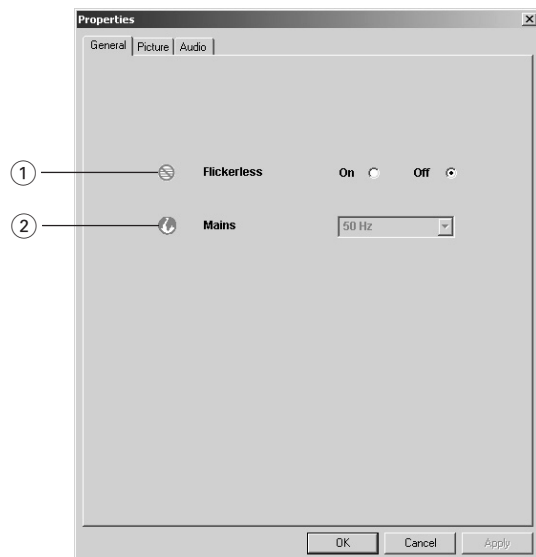 Properties
General Picture Audio
1 Flickerless On Off
2 Mains 50 Hz
OK Cancel Apply